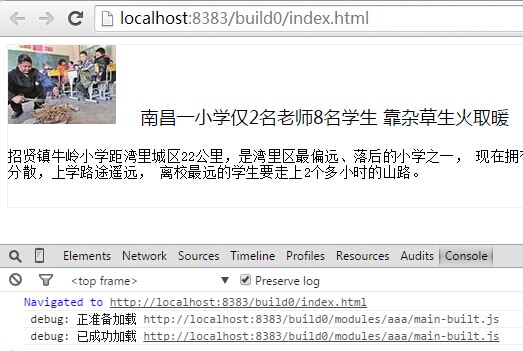 localhost:8383/build0/index.html
南昌一小学仅2名老师8名学生 靠杂草生火取暖
招贤镇牛岭小学距湾里城区22公里，是湾里区最偏远、落后的小学之一， 现在拥有
分散，上学路途遥远， 离校最远的学生要走上2个多小时的山路。
Elements Network Sources Timeline Profiles Resources Audits Console
<top frame> Preserve log
Navigated to http://localhost:8383/build0/index.html
debug: 正准备加载 http://localhost:8383/build0/modules/aaa/main-built.js
debug: 已成功加载 http://localhost:8383/build0/modules/aaa/main-built.js